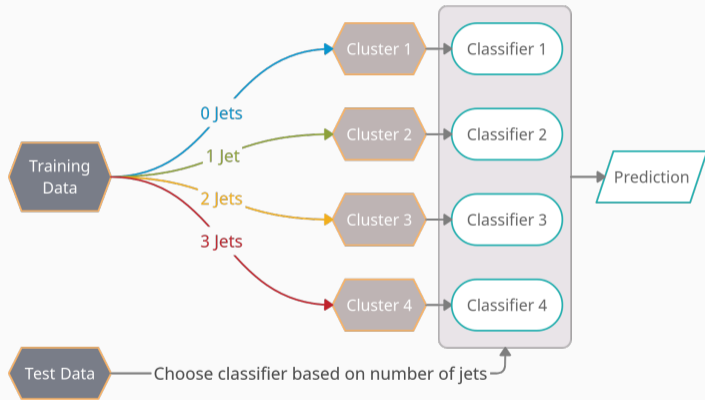 Cluster 1
Classifier 1
0 Jets
Cluster 2
Classifier 2
1 Jet
Training
Data
Prediction
2 Jets
Cluster 3
Classifier 3
3 Jets
Cluster 4
Classifier 4
Test Data
Choose classifier based on number of jets